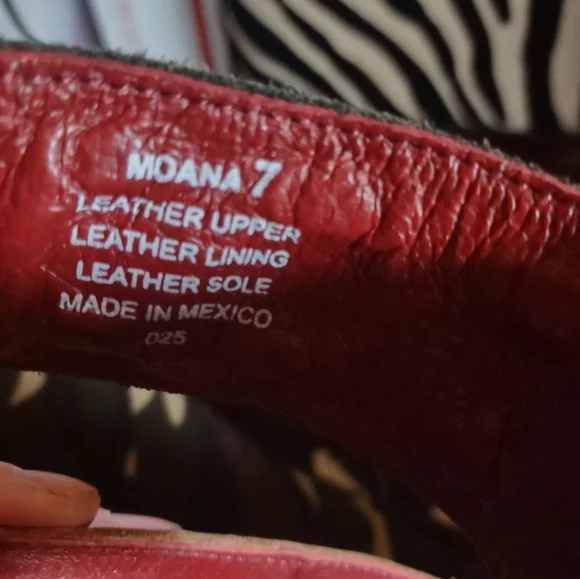 MOANA 7
LEATHER UPPER
LEATHER LINING
LEATHER SOLE
MADE IN MEXICO
025